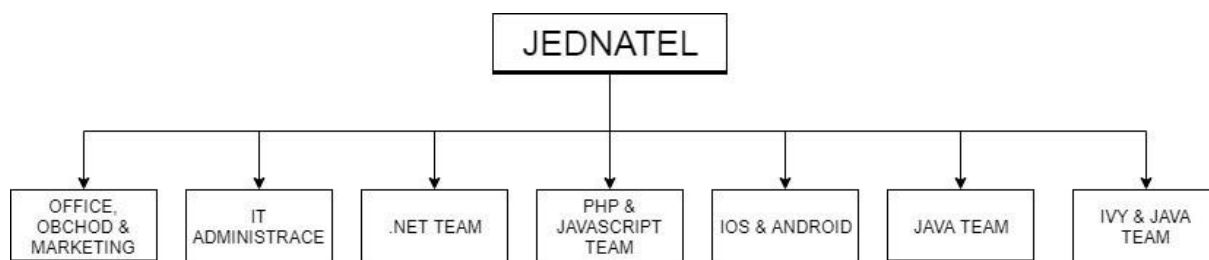 JEDNATEL
OFFICE,
OBCHOD &
MARKETING
IT
ADMINISTRACE
.NET TEAM
PHP &
JAVASCRIPT
TEAM
IOS & ANDROID
JAVA TEAM
IVY & JAVA
TEAM